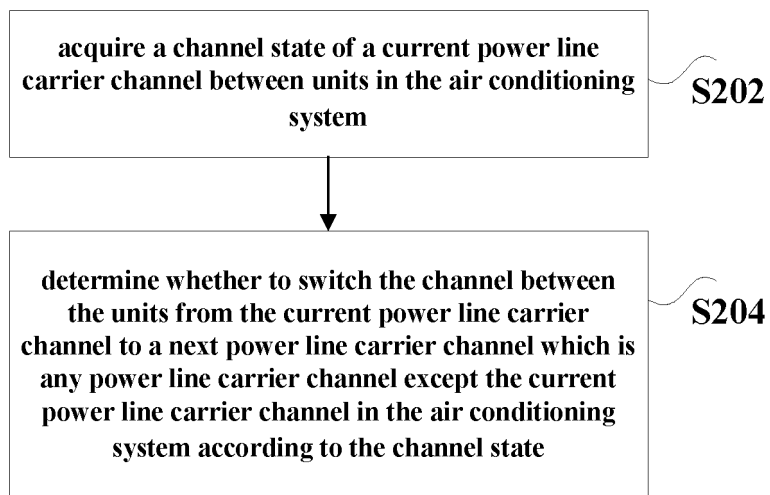 acquire a channel state of a current power line
carrier channel between units in the air conditioning
system
S202
determine whether to switch the channel between
the units from the current power line carrier
channel to a next power line carrier channel which is
any power line carrier channel except the current
power line carrier channel in the air conditioning
system according to the channel state
S204